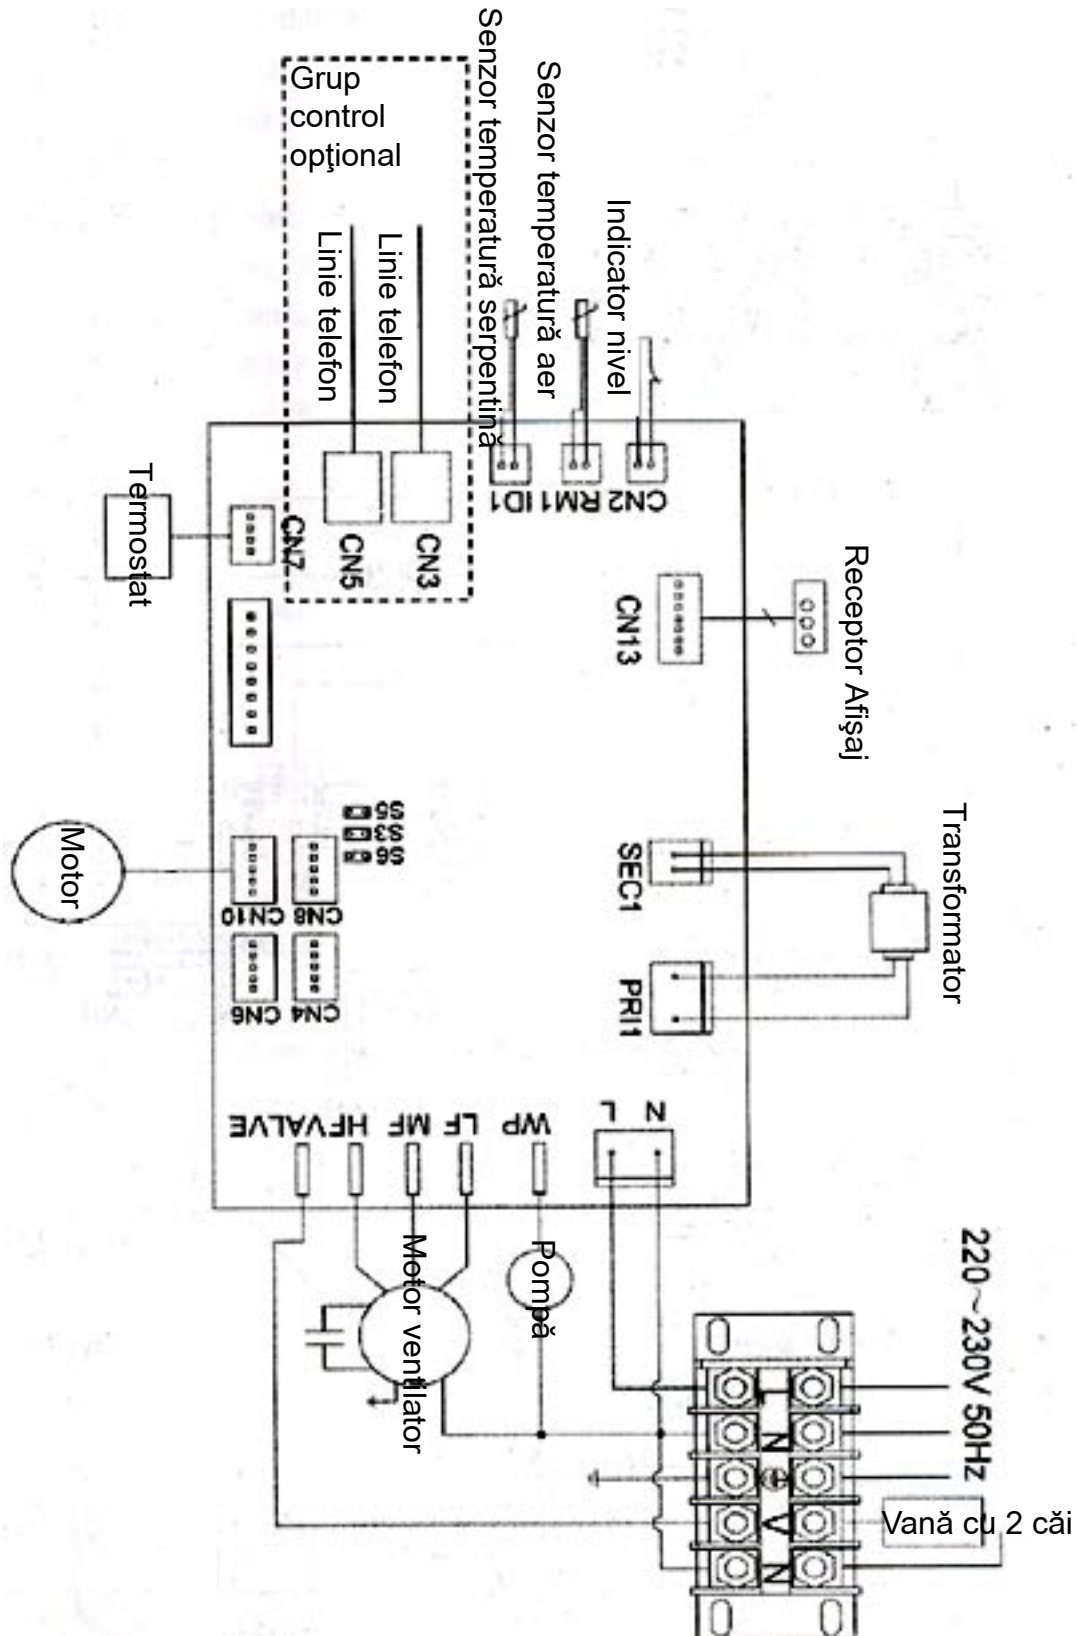 Grup
control
opţional
Linie telefon
Linie telefon
Senzor temperatură serpentină
Senzor temperatură aer
Indicator nivel
Termostat
CN7
CN5
CN3
ID1
RM1
CN2
CN13
Receptor Afişaj
S5
S3
S6
Motor
CN10
CN8
CN6
CN4
SEC1
PRI1
Transformator
VALVE
HF
MF
LF
WP
L
N
Motor ventilator
Pompă
220~230V 50Hz
L
N
V
N
Vană cu 2 căi